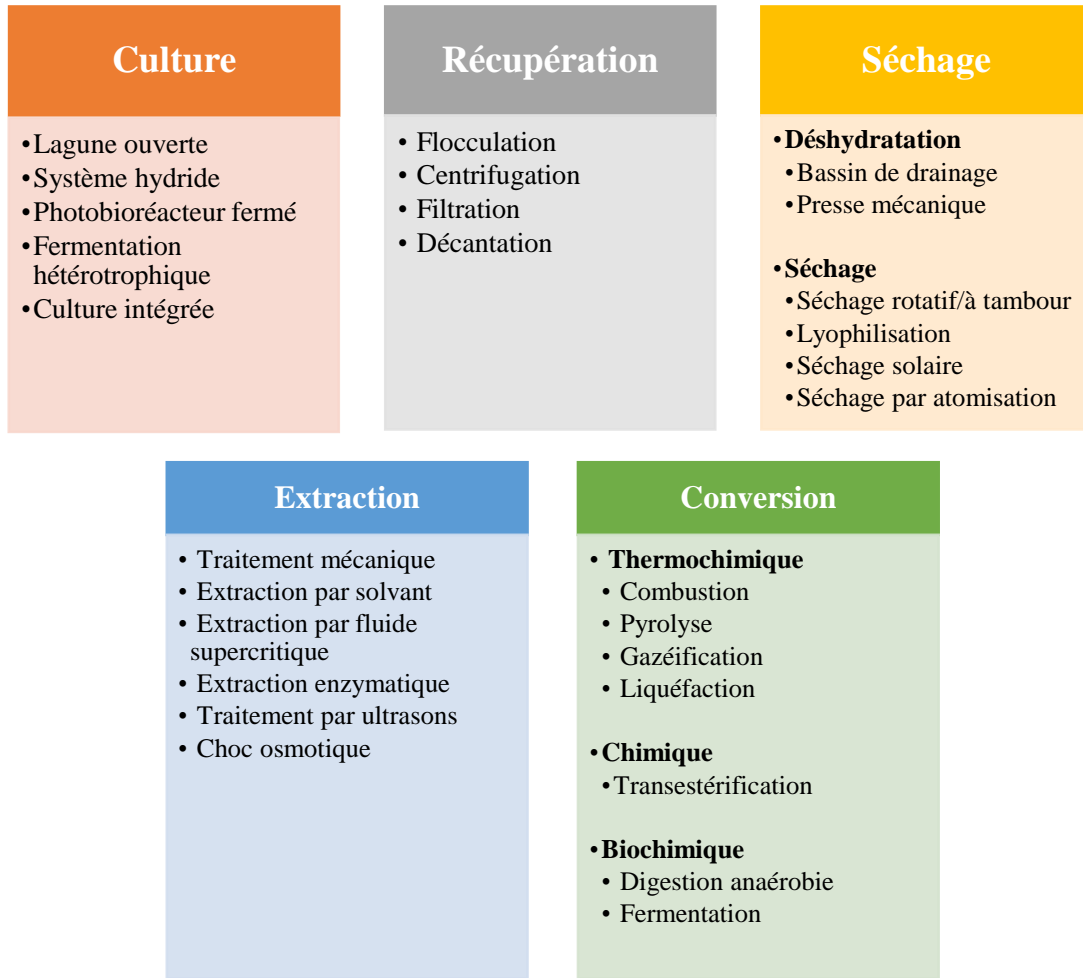 Culture
•Lagune ouverte
•Système hydride
•Photobioréacteur fermé
•Fermentation
hétérotrophique
•Culture intégrée
Récupération
• Flocculation
• Centrifugation
• Filtration
• Décantation
Séchage
•Déshydratation
•Bassin de drainage
•Presse mécanique
•Séchage
•Séchage rotatif/à tambour
•Lyophilisation
•Séchage solaire
•Séchage par atomisation
Extraction
• Traitement mécanique
• Extraction par solvant
• Extraction par fluide
supercritique
• Extraction enzymatique
• Traitement par ultrasons
• Choc osmotique
Conversion
• Thermochimique
• Combustion
• Pyrolyse
• Gazéification
• Liquéfaction
•Chimique
•Transestérification
•Biochimique
• Digestion anaérobie
• Fermentation